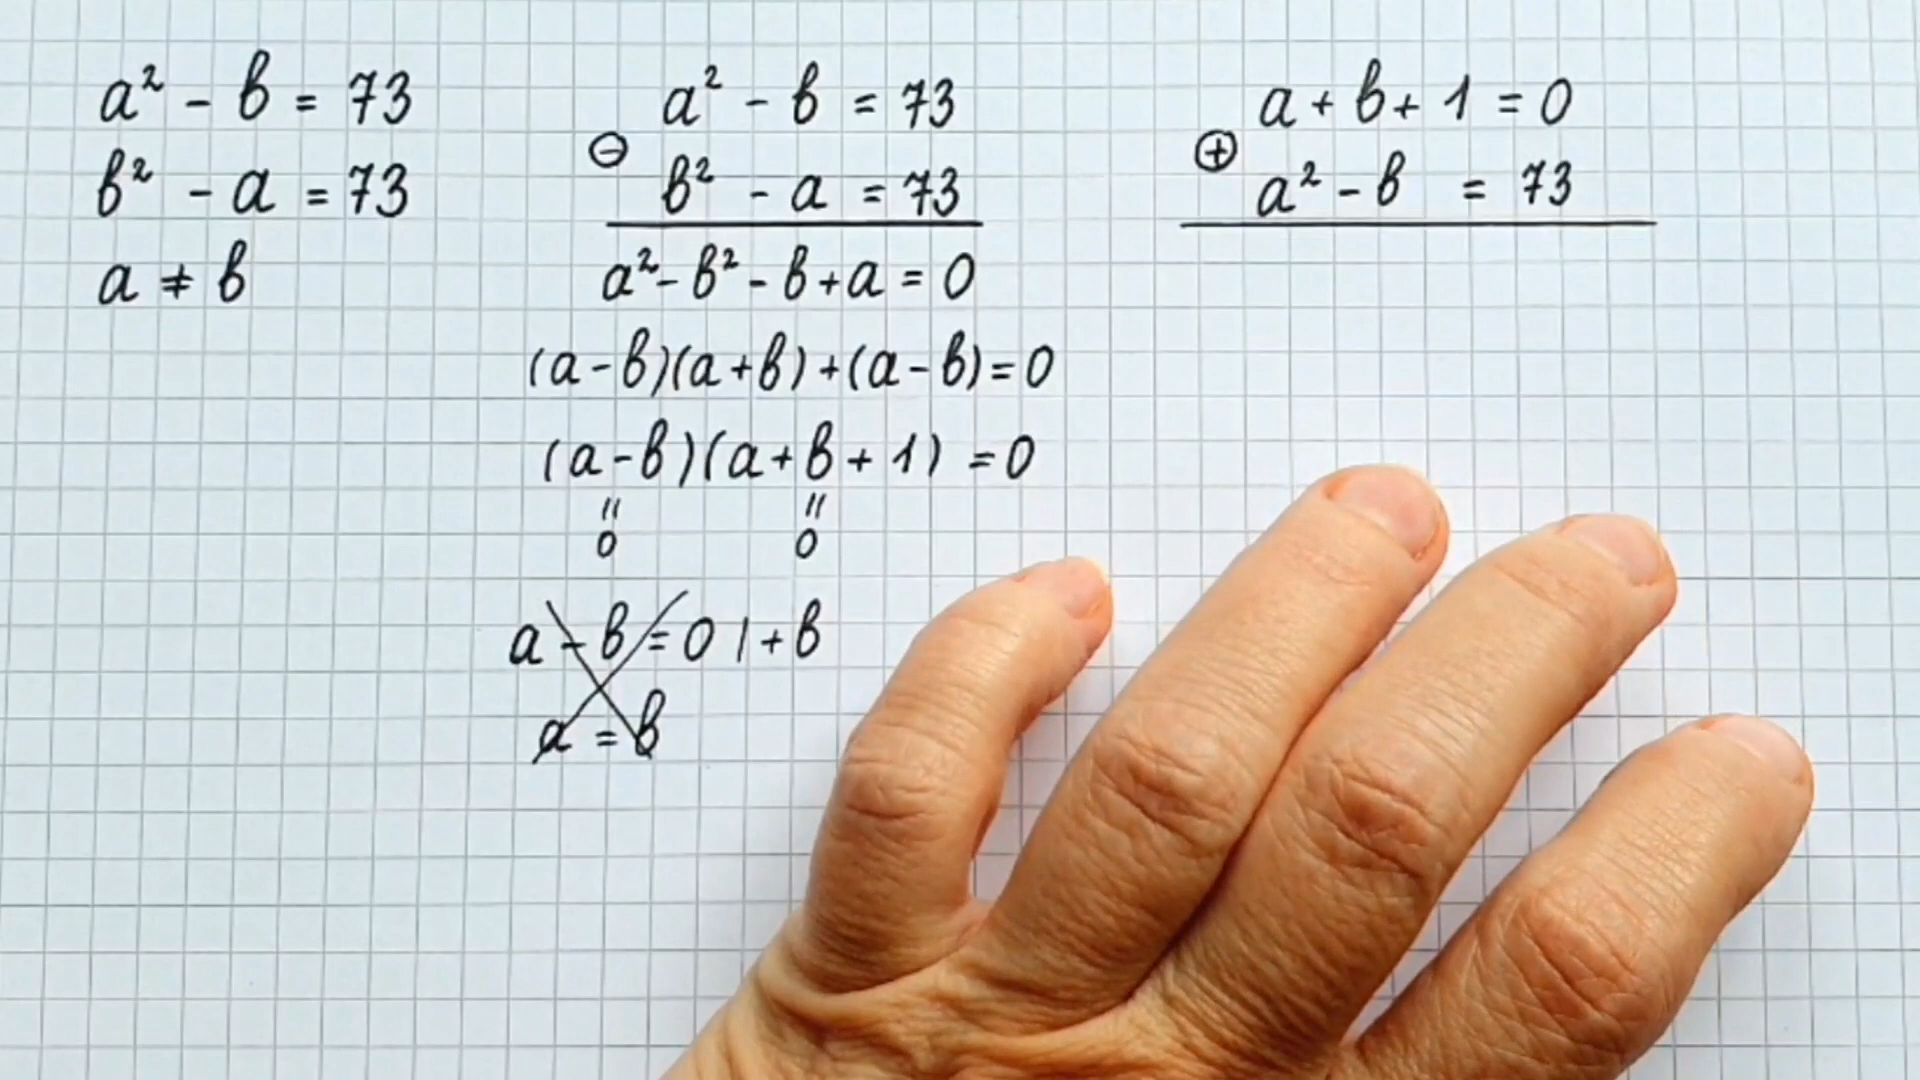 a² - b = 73
b² - a = 73
a ≠ b
a² - b = 73
⊖
b² - a = 73
a² - b² - b + a = 0
(a - b)(a + b) + (a - b) = 0
(a - b)(a + b + 1) = 0
॥ ॥
0 0
a - b = 0 | + b
a = b
a + b + 1 = 0
⊕
a² - b = 73